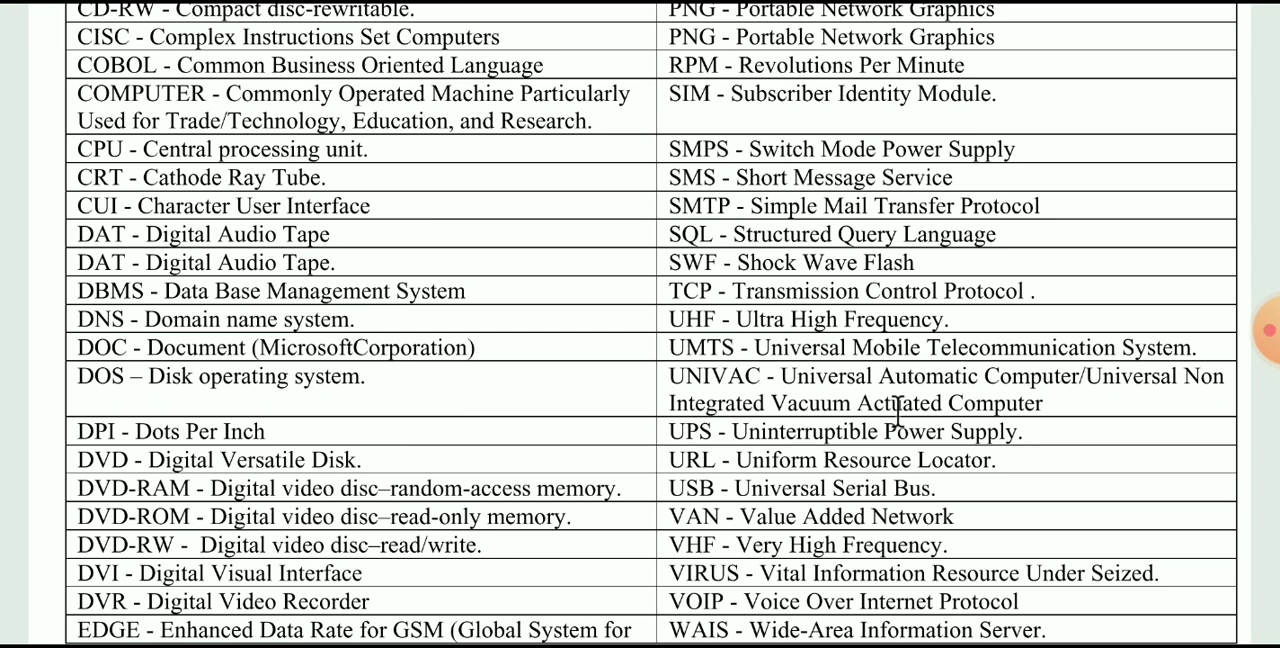 CD-RW - Compact disc-rewritable.
PNG - Portable Network Graphics
CISC - Complex Instructions Set Computers
PNG - Portable Network Graphics
COBOL - Common Business Oriented Language
RPM - Revolutions Per Minute
COMPUTER - Commonly Operated Machine Particularly
Used for Trade/Technology, Education, and Research.
SIM - Subscriber Identity Module.
CPU - Central processing unit.
SMPS - Switch Mode Power Supply
CRT - Cathode Ray Tube.
SMS - Short Message Service
CUI - Character User Interface
SMTP - Simple Mail Transfer Protocol
DAT - Digital Audio Tape
SQL - Structured Query Language
DAT - Digital Audio Tape.
SWF - Shock Wave Flash
DBMS - Data Base Management System
TCP - Transmission Control Protocol .
DNS - Domain name system.
UHF - Ultra High Frequency.
DOC - Document (MicrosoftCorporation)
UMTS - Universal Mobile Telecommunication System.
DOS – Disk operating system.
UNIVAC - Universal Automatic Computer/Universal Non
Integrated Vacuum Actuated Computer
DPI - Dots Per Inch
UPS - Uninterruptible Power Supply.
DVD - Digital Versatile Disk.
URL - Uniform Resource Locator.
DVD-RAM - Digital video disc–random-access memory.
USB - Universal Serial Bus.
DVD-ROM - Digital video disc–read-only memory.
VAN - Value Added Network
DVD-RW -  Digital video disc–read/write.
VHF - Very High Frequency.
DVI - Digital Visual Interface
VIRUS - Vital Information Resource Under Seized.
DVR - Digital Video Recorder
VOIP - Voice Over Internet Protocol
EDGE - Enhanced Data Rate for GSM (Global System for
WAIS - Wide-Area Information Server.